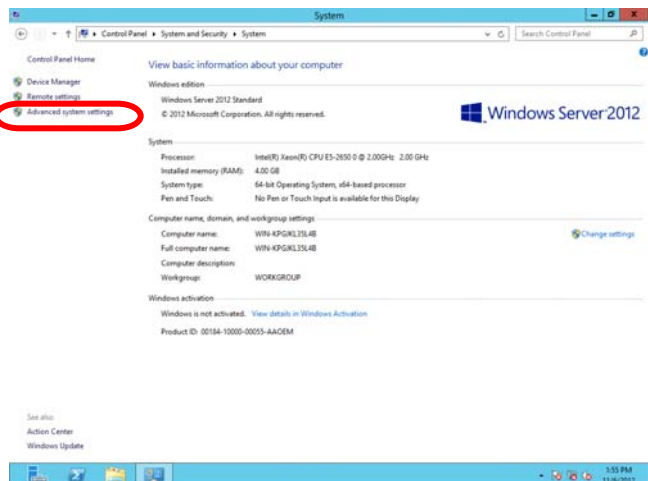 System
Control Panel ▸ System and Security ▸ System
Search Control Panel
Control Panel Home
Device Manager
Remote settings
Advanced system settings
View basic information about your computer
Windows edition
Windows Server 2012 Standard
© 2012 Microsoft Corporation. All rights reserved.
Windows Server 2012
System
Processor: Intel(R) Xeon(R) CPU E5-2650 0 @ 2.00GHz 2.00 GHz
Installed memory (RAM): 4.00 GB
System type: 64-bit Operating System, x64-based processor
Pen and Touch: No Pen or Touch Input is available for this Display
Computer name, domain, and workgroup settings
Computer name:
Change settings
Full computer name:
Computer description:
Workgroup: WORKGROUP
Windows activation
Windows is not activated. View details in Windows Activation
Product ID: 00184-10000-00055-AAOEM
See also
Action Center
Windows Update
1:55 PM